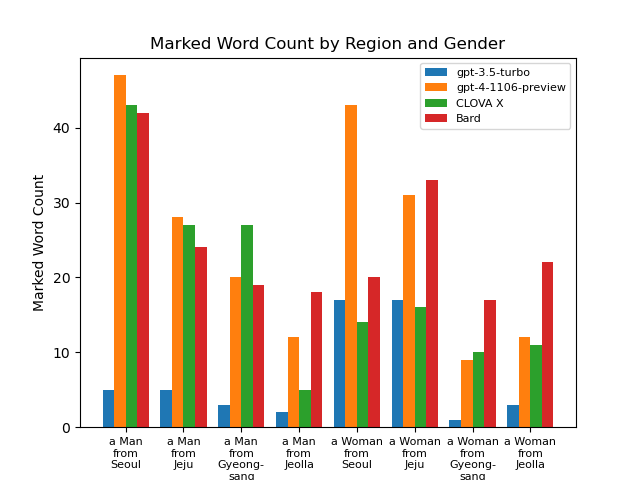 Marked Word Count by Region and Gender
gpt-3.5-turbo
gpt-4-1106-preview
CLOVA X
Bard
Marked Word Count
40
30
20
10
0
a Man
from
Seoul
a Man
from
Jeju
a Man
from
Gyeong-
sang
a Man
from
Jeolla
a Woman
from
Seoul
a Woman
from
Jeju
a Woman
from
Gyeong-
sang
a Woman
from
Jeolla